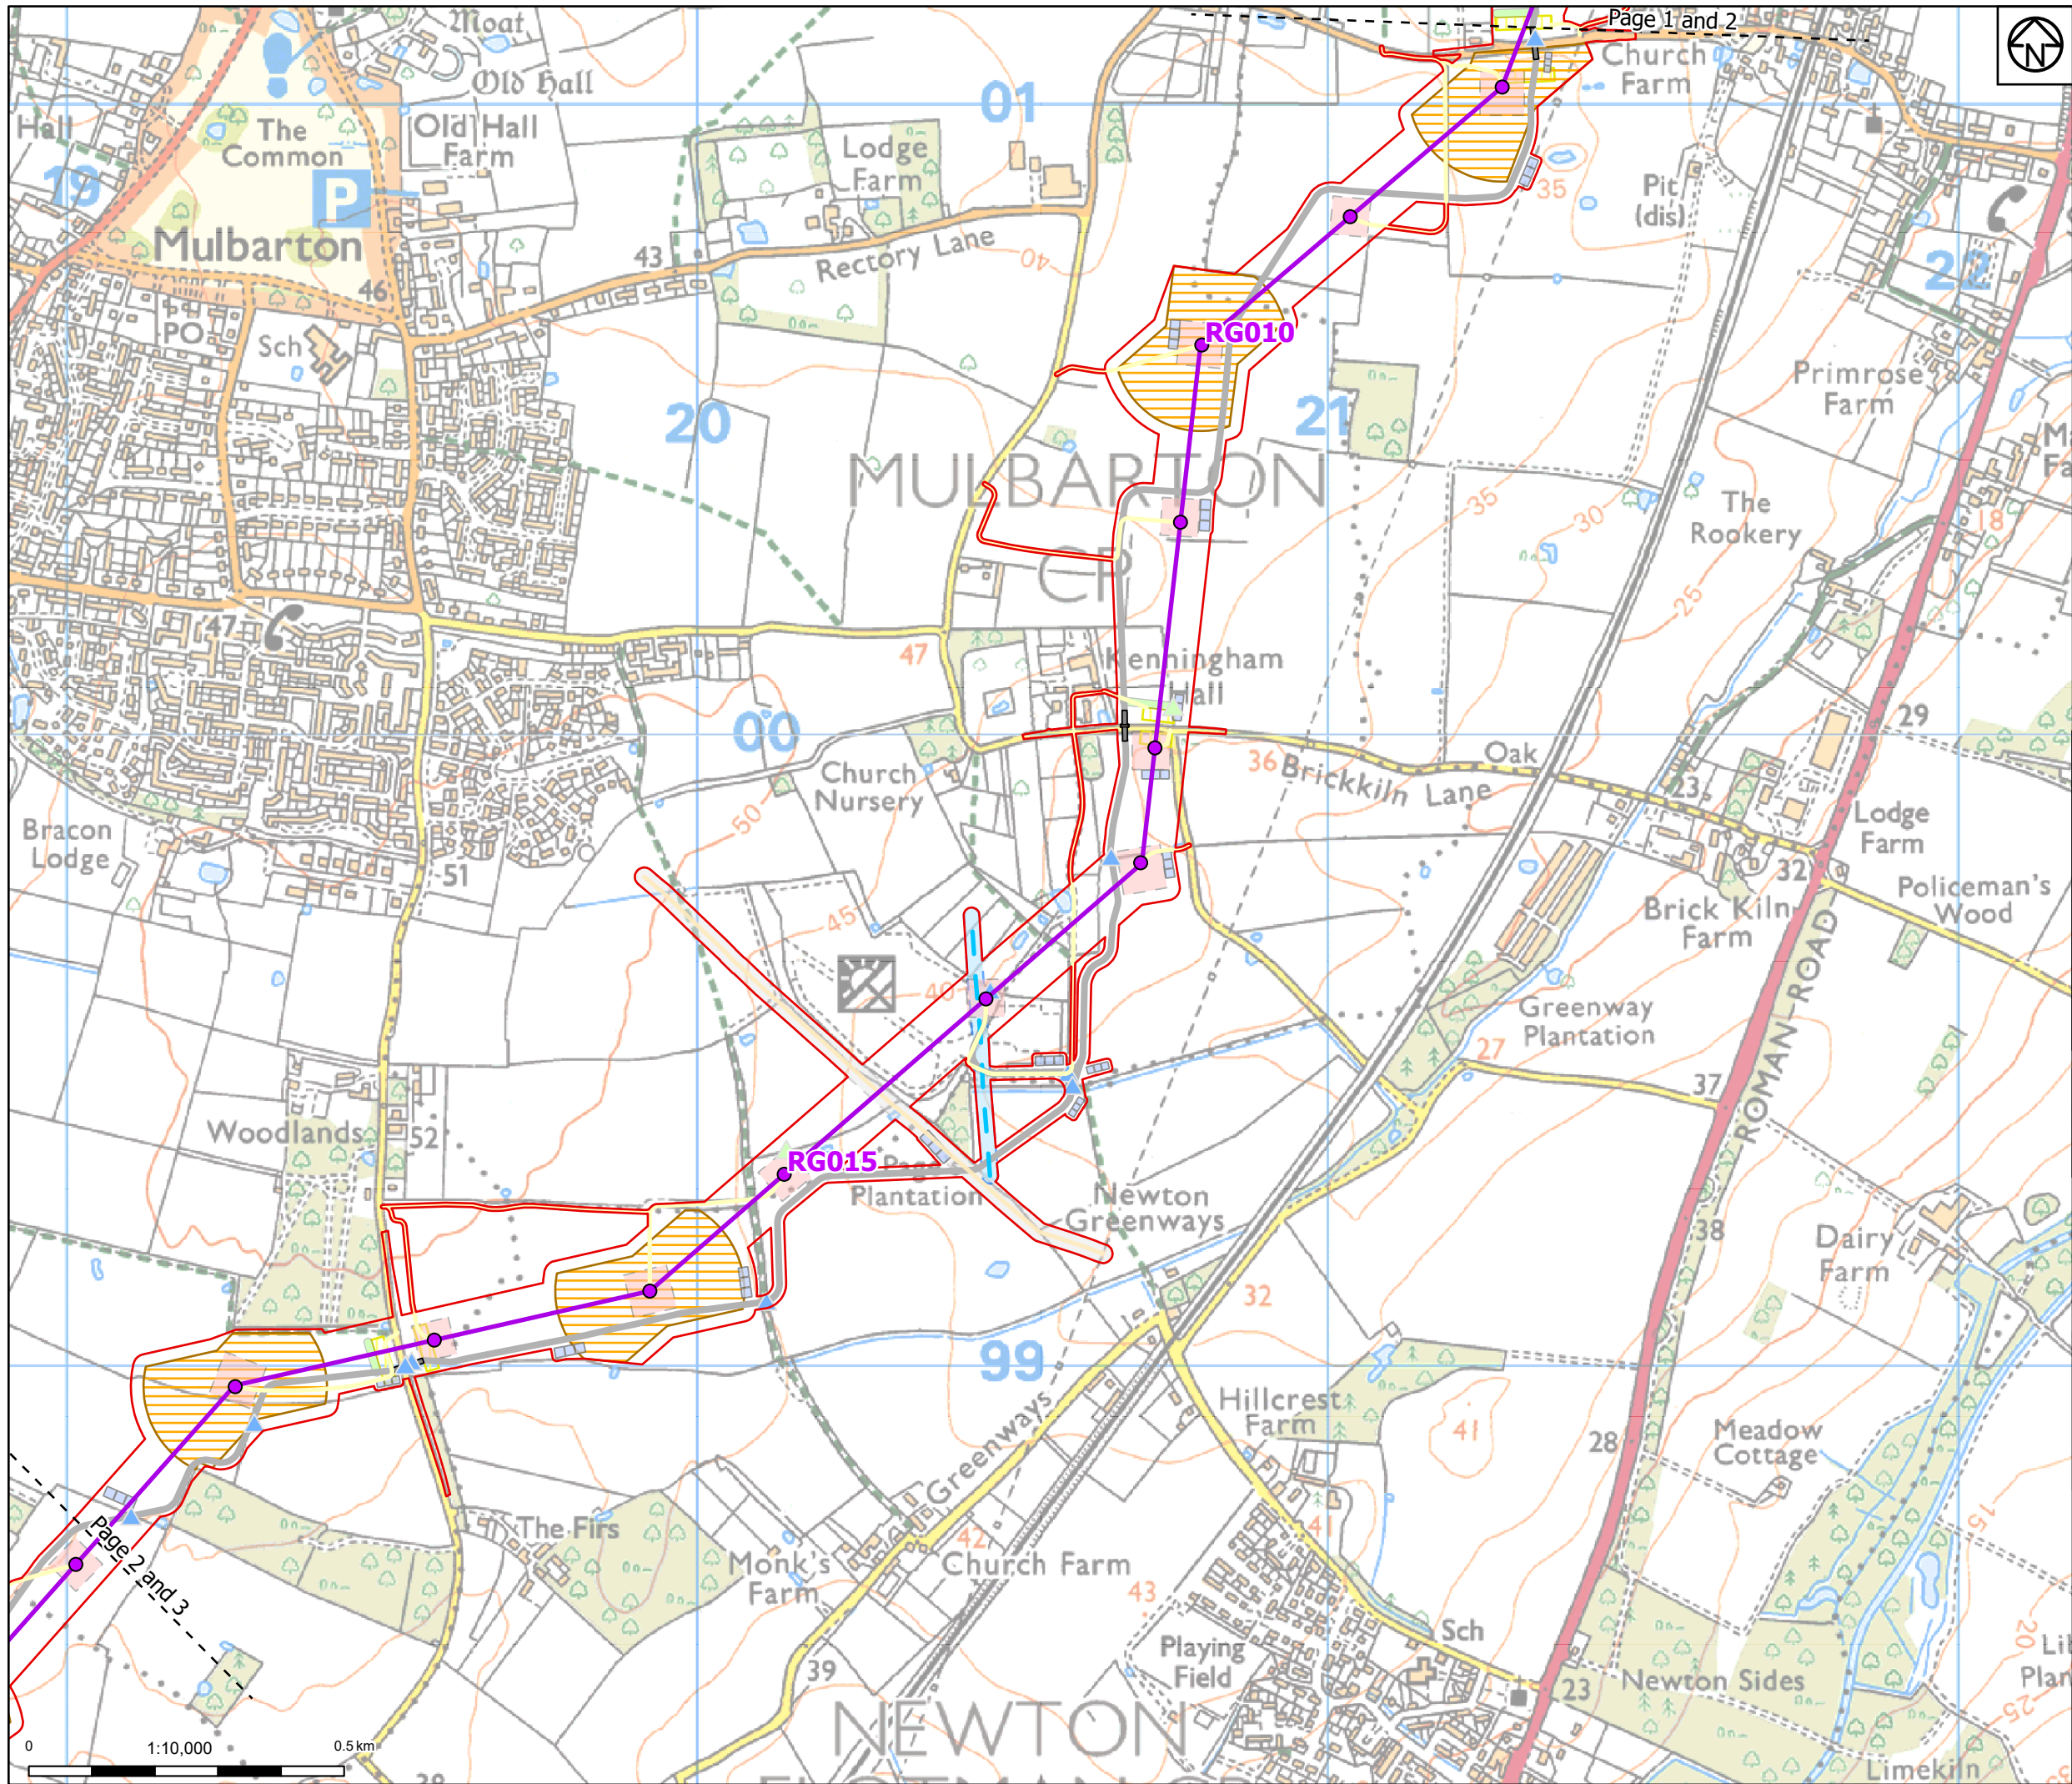 Page 1 and 2
N
Moat
Old Hall
Church
Farm
Hall
The
Common
Old Hall
Farm
01
Lodge
Farm
19
P
35
Pit
(dis)
Mulbarton
43
Rectory Lane
40
22
46
PO
Sch
RG010
Primrose
Farm
20
21
MULBARTON
CP
35
30
The
Rookery
18
25
47
47
Kenningham
Hall
00
29
36
Brickkiln Lane
Oak
23
Church
Nursery
50
Bracon
Lodge
51
Lodge
Farm
32
Policeman's
Wood
45
Brick Kiln
Farm
40
Greenway
Plantation
27
37
ROMAN ROAD
Woodlands
52
RG015
Plantation
Newton
Greenways
38
Dairy
Farm
32
99
Hillcrest
Farm
41
28
Meadow
Cottage
Greenways
15
The Firs
42
41
Page 2 and 3
Monk's
Farm
Church Farm
43
Playing
Field
Sch
39
23
Newton Sides
20
25
NEWTON
0
1:10,000
0.5 km
Limekiln